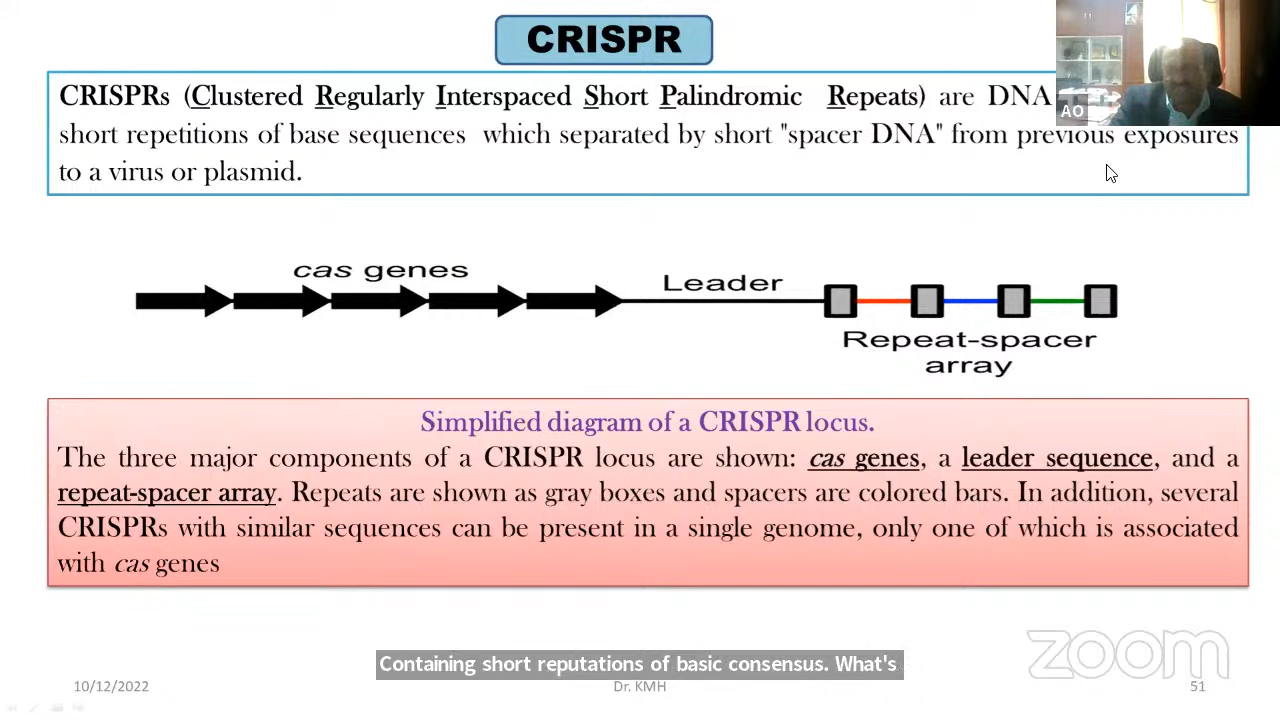 CRISPR
AO
CRISPRs (Clustered Regularly Interspaced Short Palindromic Repeats) are DNA
short repetitions of base sequences which separated by short "spacer DNA" from previous exposures
to a virus or plasmid.
cas genes
Leader
Repeat-spacer
array
Simplified diagram of a CRISPR locus.
The three major components of a CRISPR locus are shown: cas genes, a leader sequence, and a
repeat-spacer array. Repeats are shown as gray boxes and spacers are colored bars. In addition, several
CRISPRs with similar sequences can be present in a single genome, only one of which is associated
with cas genes
zoom
Containing short reputations of basic consensus. What's
10/12/2022
Dr. KMH
51